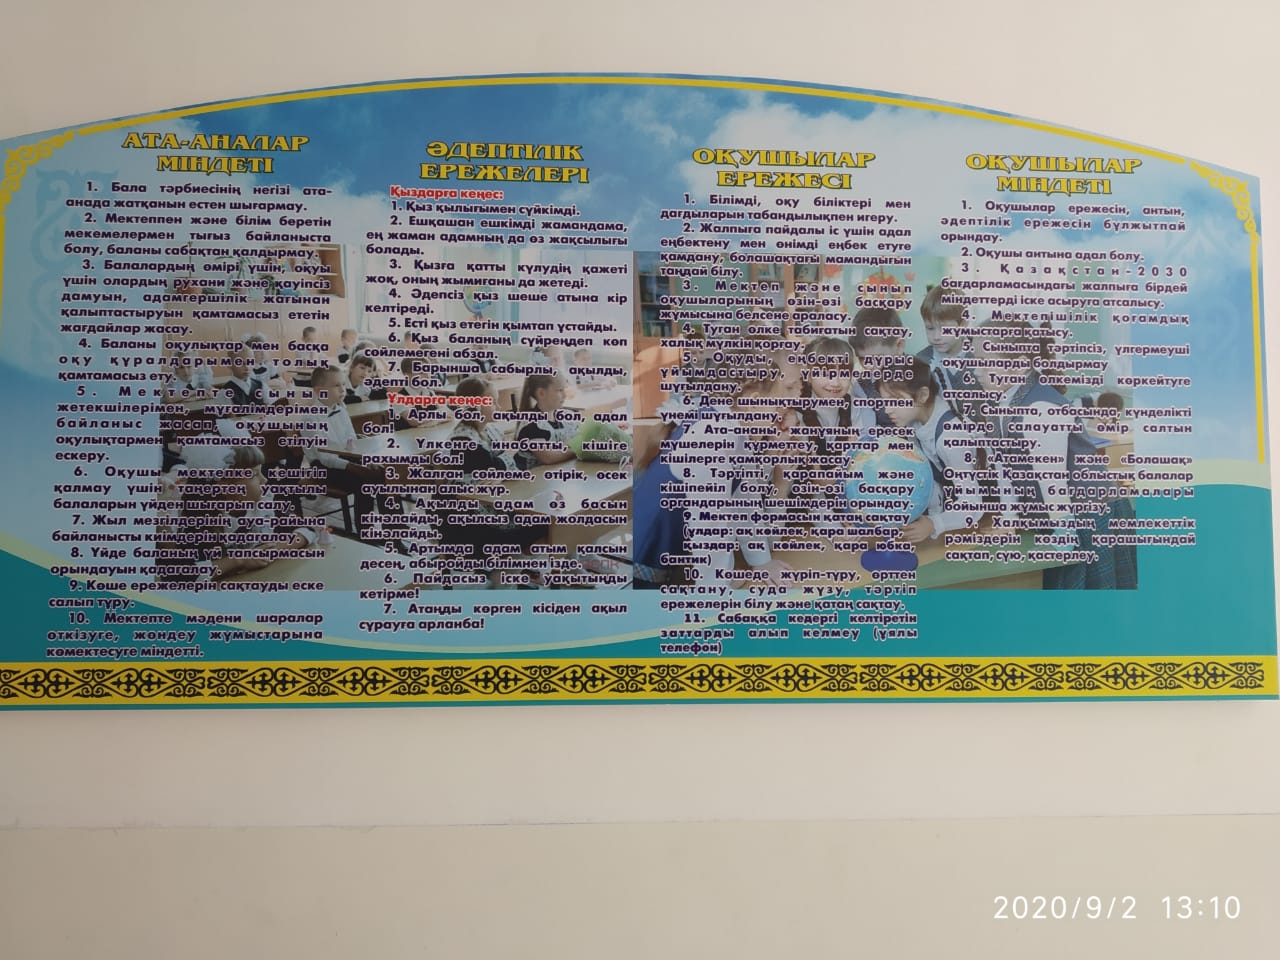 АТА-АНАЛАР
МІНДЕТІ
1. Бала тәрбиесінің негізі ата-
анада жатқанын естен шығармау.
2. Мектеппен және білім беретін
мекемелермен тығыз байланыста
болу, баланы сабақтан қалдырмау.
3. Балалардың өмірі үшін, оқуы
үшін олардың рухани және қауіпсіз
дамуын, адамгершілік жағынан
қалыптастыруын қамтамасыз ететін
жағдайлар жасау.
4. Баланы оқулықтар мен басқа
оқу құралдарымен толық
қамтамасыз ету.
5. Мектепте сынып
жетекшілерімен, мұғалімдерімен
байланыс жасап, оқушының
оқулықтармен қамтамасыз етілуін
ескеру.
6. Оқушы мектепке кешігіп
қалмау үшін таңертең уақтылы
балаларын үйден шығарып салу.
7. Жыл мезгілдерінің ауа-райына
байланысты киімдерін қадағалау.
8. Үйде баланың үй тапсырмасын
орындауын қадағалау.
9. Көше ережелерін сақтауды еске
салып тұру.
10. Мектепте мәдени шаралар
өткізуге, жөндеу жұмыстарына
көмектесуге міндетті.
ӘДЕПТІЛІК
ЕРЕЖЕЛЕРІ
Қыздарға кеңес:
1. Қыз қылығымен сүйкімді.
2. Ешқашан ешкімді жамандама,
ең жаман адамның да өз жақсылығы
болады.
3. Қызға қатты күлудің қажеті
жоқ, оның жымиғаны да жетеді.
4. Әдепсіз қыз шеше атына кір
келтіреді.
5. Есті қыз етегін қымтап ұстайды.
6. Қыз баланың сүйреңдеп көп
сөйлемегені абзал.
7. Барынша сабырлы, ақылды,
әдепті бол.
Ұлдарға кеңес:
1. Арлы бол, ақылды бол, адал
бол!
2. Үлкенге инабатты, кішіге
рахымды бол!
3. Жалған сөйлеме, өтірік, өсек
ауылынан алыс жүр.
4. Ақылды адам өз басын
кінәлайды, ақылсыз адам жолдасын
кінәлайды.
5. Артымда адам атым қалсын
десең, абыройды білімнен ізде.
6. Пайдасыз іске уақытыңды
кетірме!
7. Атаңды көрген кісіден ақыл
сұрауға арланба!
ОҚУШЫЛАР
ЕРЕЖЕСІ
1. Білімді, оқу біліктері мен
дағдыларын табандылықпен игеру.
2. Жалпыға пайдалы іс үшін адал
еңбектену мен өнімді еңбек етуге
қамдану, болашақтағы мамандығын
таңдай білу.
3. Мектеп және сынып
оқушыларының өзін-өзі басқару
жұмысына белсене араласу.
4. Туған өлке табиғатын сақтау,
халық мүлкін қорғау.
5. Оқуды, еңбекті дұрыс
ұйымдастыру, үйірмелерде
шұғылдану.
6. Дене шынықтырумен, спортпен
үнемі шұғылдану.
7. Ата-ананы, жанұяның ересек
мүшелерін құрметтеу, қарттар мен
кішілерге қамқорлық жасау.
8. Тәртіпті, қарапайым және
кішіпейіл болу, өзін-өзі басқару
органдарының шешімдерін орындау.
9. Мектеп формасын қатаң сақтау
(ұлдар: ақ көйлек, қара шалбар,
қыздар: ақ көйлек, қара юбка,
бантик)
10. Көшеде жүріп-тұру, өрттен
сақтану, суда жүзу, тәртіп
ережелерін білу және қатаң сақтау.
11. Сабаққа кедергі келтіретін
заттарды алып келмеу (ұялы
телефон)
ОҚУШЫЛАР
МІНДЕТІ
1. Оқушылар ережесін, антын,
әдептілік ережесін бұлжытпай
орындау.
2. Оқушы антына адал болу.
3. Қазақстан-2030
бағдарламасындағы жалпыға бірдей
міндеттерді іске асыруға атсалысу.
4. Мектепішілік қоғамдық
жұмыстарға қатысу.
5. Сыныпта тәртіпсіз, үлгермеуші
оқушыларды болдырмау
6. Туған өлкемізді көркейтуге
атсалысу.
7. Сыныпта, отбасында, күнделікті
өмірде салауатты өмір салтын
қалыптастыру.
8. «Атамекен» және «Болашақ»
Оңтүстік Қазақстан облыстық балалар
ұйымының бағдарламалары
бойынша жұмыс жүргізу.
9. Халқымыздың мемлекеттік
рәміздерін көздің қарашығындай
сақтап, сүю, қастерлеу.
2020/9/2 13:10